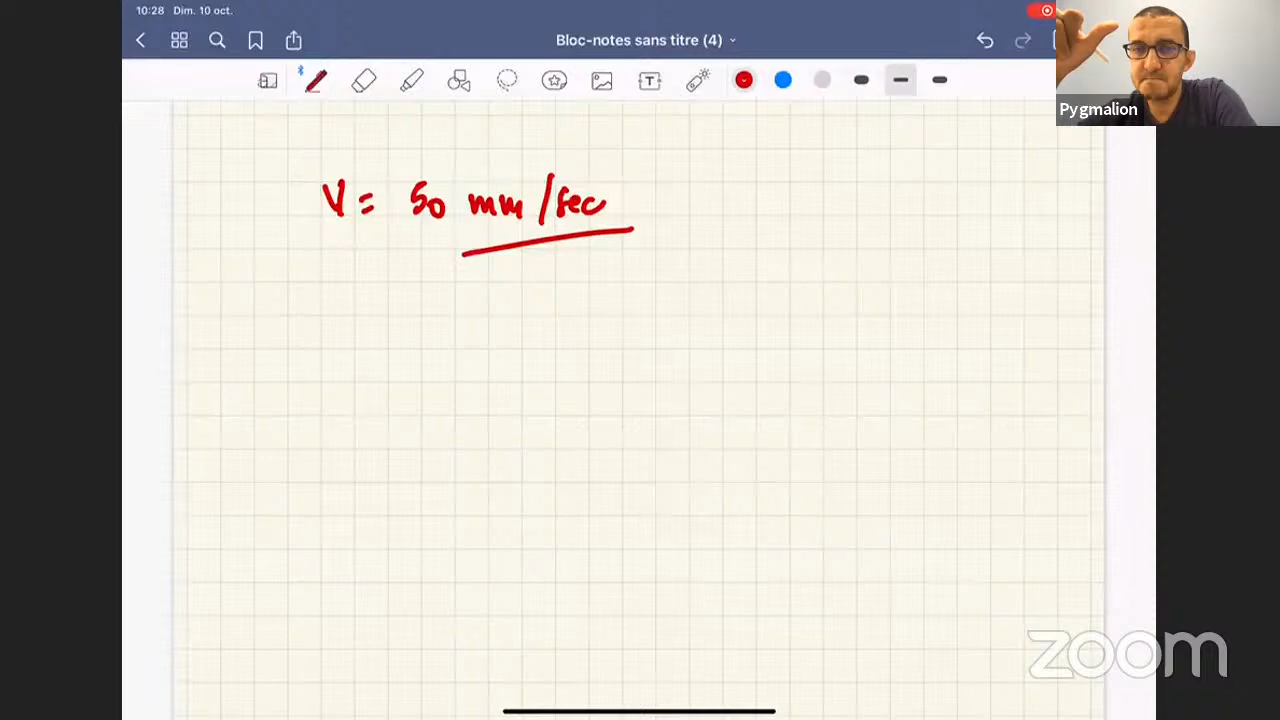 10:28 Dim. 10 oct.
Bloc-notes sans titre (4)
Pygmalion
V = 50 mm/sec
zoom